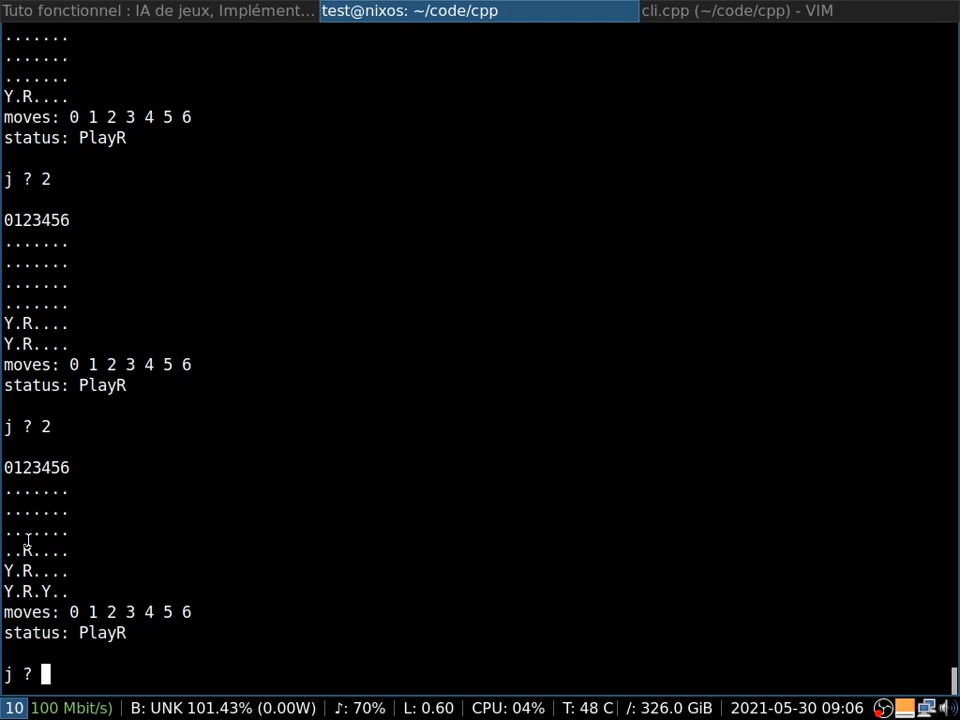 Tuto fonctionnel : IA de jeux, Implément... test@nixos: ~/code/cpp cli.cpp (~/code/cpp) - VIM
.......
.......
.......
Y.R....
moves: 0 1 2 3 4 5 6
status: PlayR
j ? 2
0123456
.......
.......
.......
.......
Y.R....
Y.R....
moves: 0 1 2 3 4 5 6
status: PlayR
j ? 2
0123456
.......
.......
.......
..R....
Y.R....
Y.R.Y..
moves: 0 1 2 3 4 5 6
status: PlayR
j ?
10 100 Mbit/s) | B: UNK 101.43% (0.00W) | ♪: 70% | L: 0.60 | CPU: 04% | T: 48 C | /: 326.0 GiB | 2021-05-30 09:06